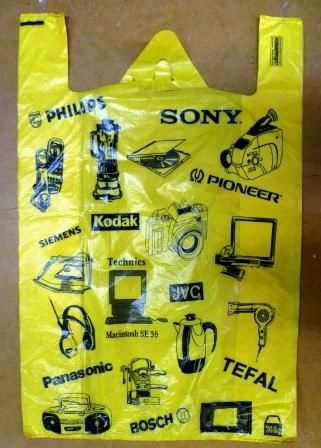 PHILIPS
SONY
PIONEER
Kodak
SIEMENS
Technics
JVC
Macintosh SE 30
Panasonic
TEFAL
BOSCH